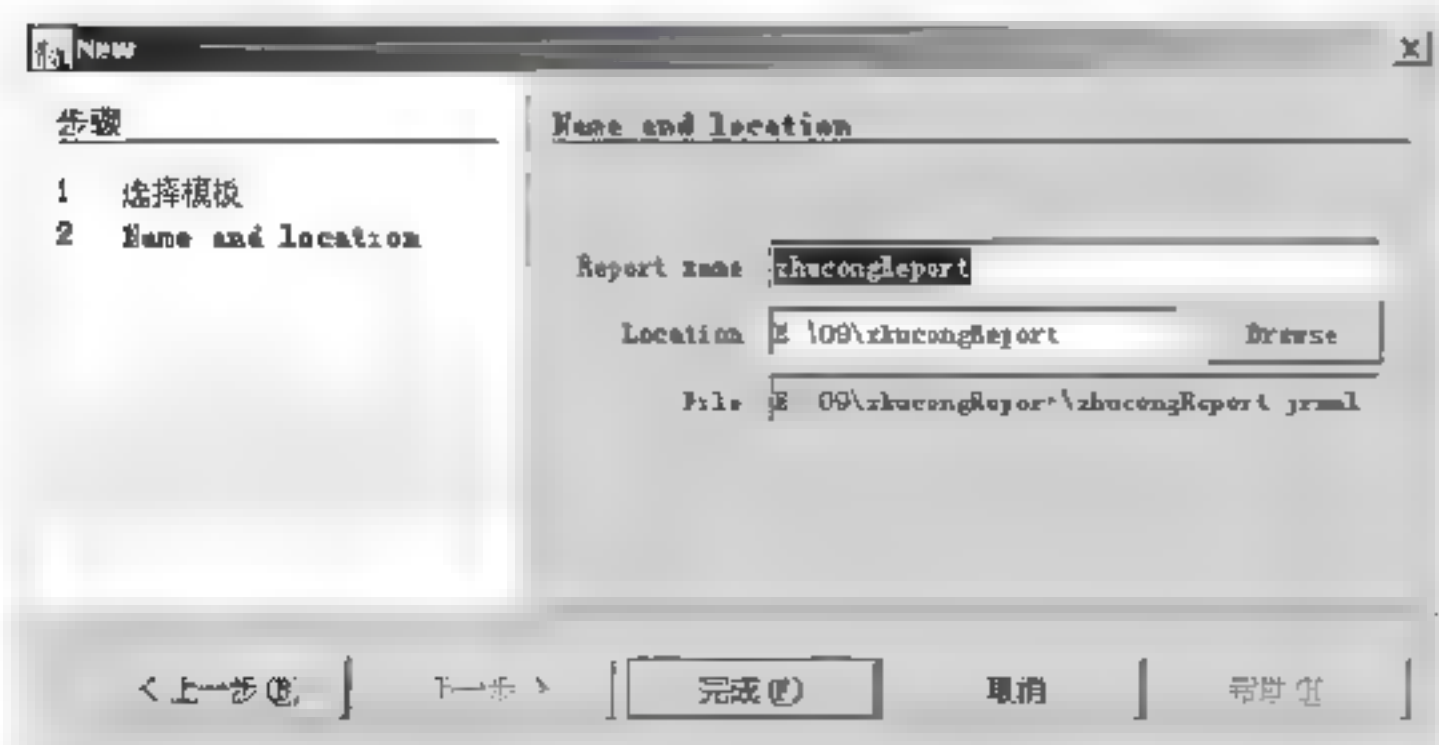 New
步骤
1 选择模板
2 Name and location
Name and location
Report name zhucongReport
Location E \09\zhucongReport Browse
File E 09\zhucongReport\zhucongReport jrxml
< 上一步(B)
下一步 >
完成(F)
取消
帮助(H